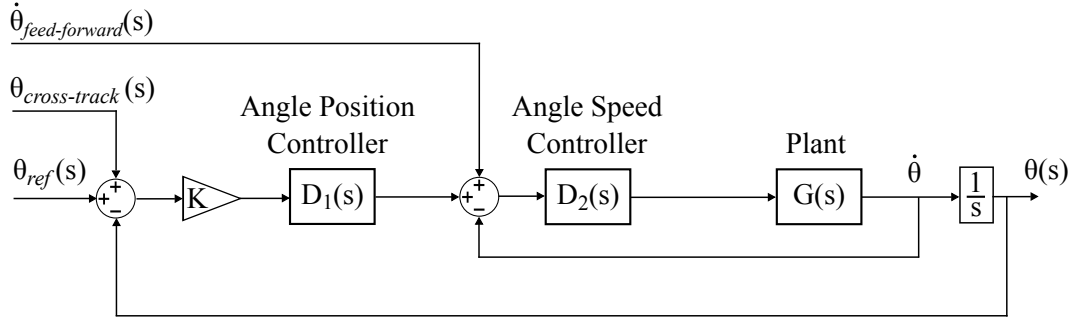 θ̇feed-forward(s)
θcross-track(s)
Angle Position
Controller
Angle Speed
Controller
Plant
θref(s)
+
+
−
K
D₁(s)
+
+
−
D₂(s)
G(s)
θ̇
1
s
θ(s)